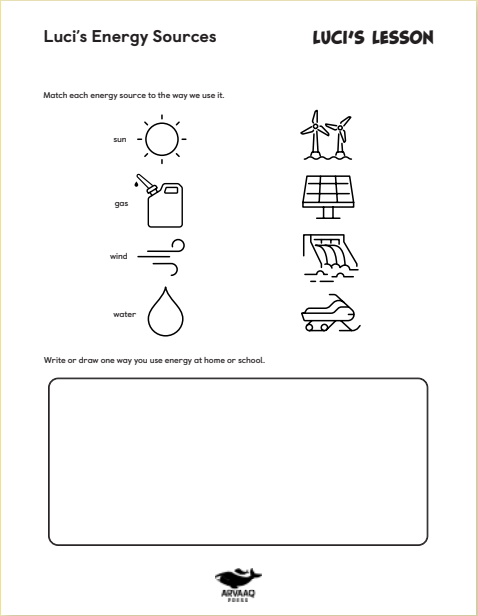 Luci's Energy Sources
LUCI'S LESSON
Match each energy source to the way we use it.
sun
gas
wind
water
Write or draw one way you use energy at home or school.
ARVAAQ
PRESS